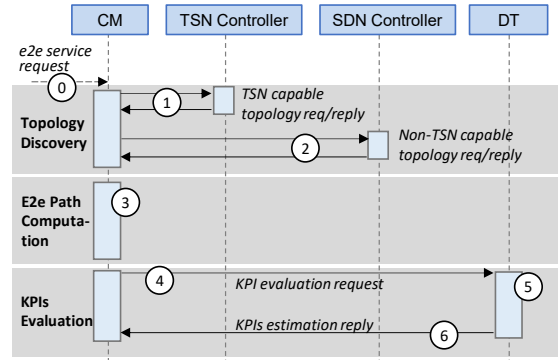 CM TSN Controller SDN Controller DT
e2e service
request
0
1
TSN capable
topology req/reply
Topology
Discovery
2
Non-TSN capable
topology req/reply
E2e Path
Computa-
tion
3
4
KPI evaluation request
5
KPIs
Evaluation
KPIs estimation reply
6